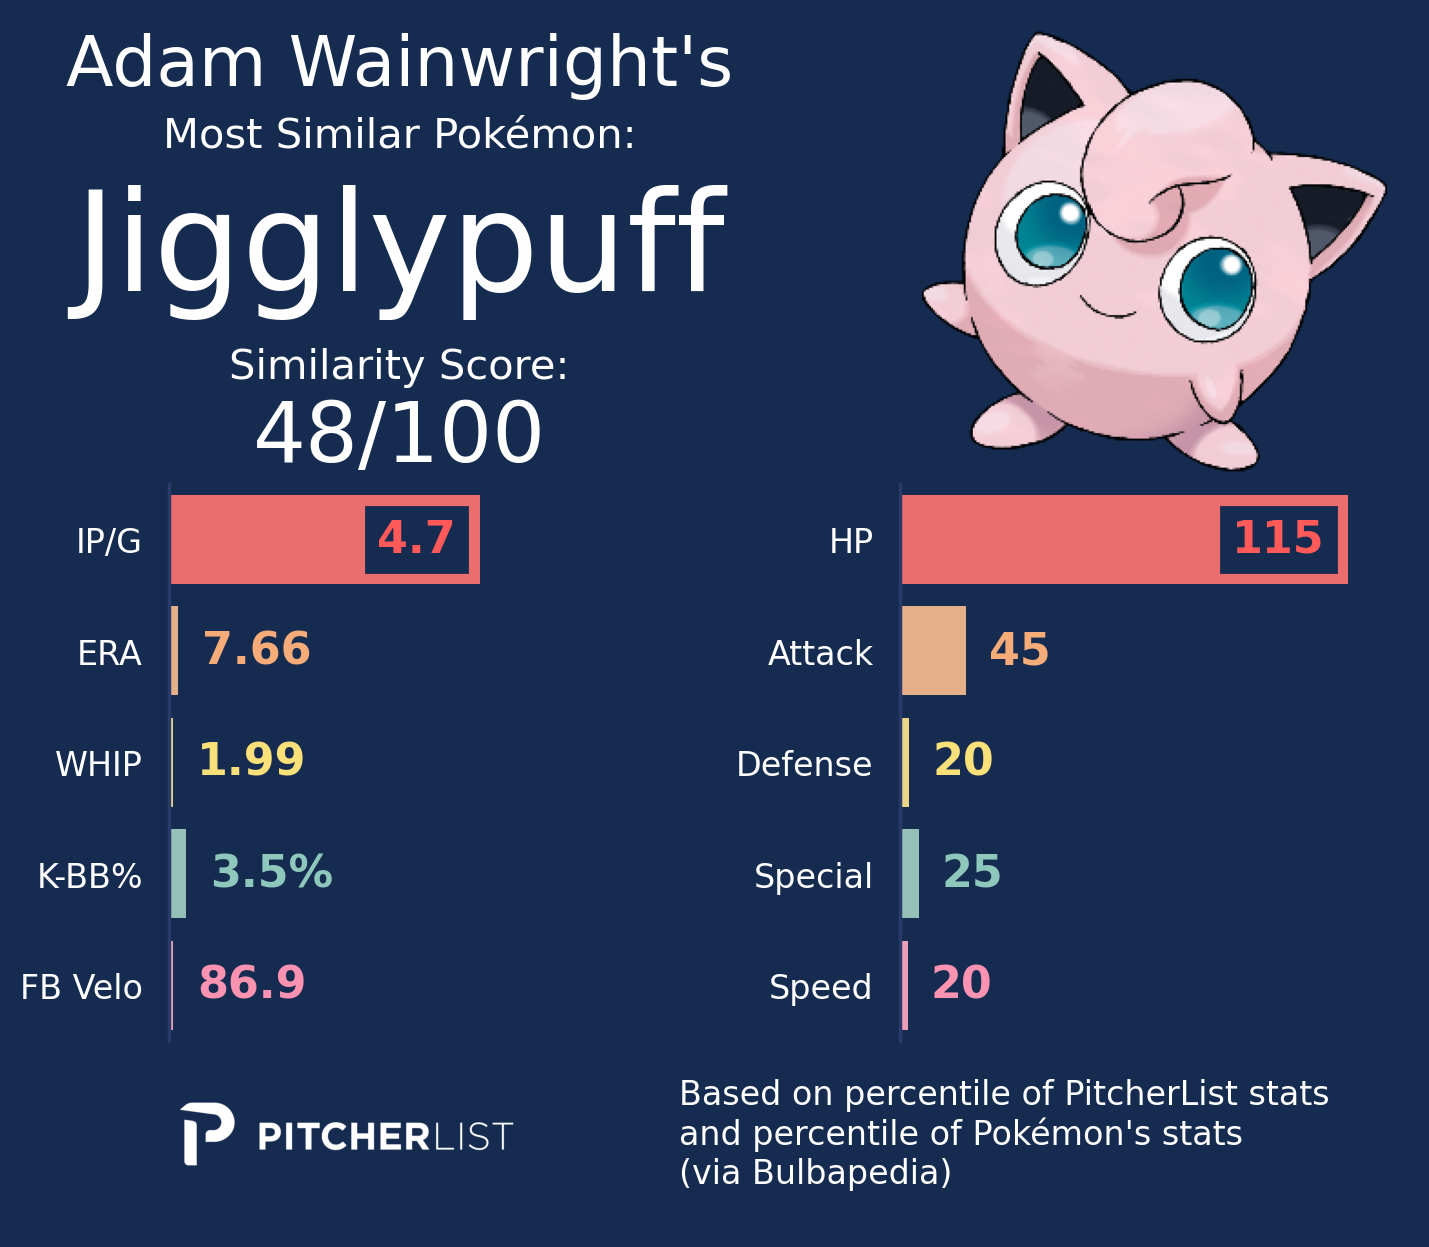 Adam Wainwright's
Most Similar Pokémon:
Jigglypuff
Similarity Score:
48/100
IP/G 4.7
ERA 7.66
WHIP 1.99
K-BB% 3.5%
FB Velo 86.9
HP 115
Attack 45
Defense 20
Special 25
Speed 20
PITCHERLIST
Based on percentile of PitcherList stats
and percentile of Pokémon's stats
(via Bulbapedia)